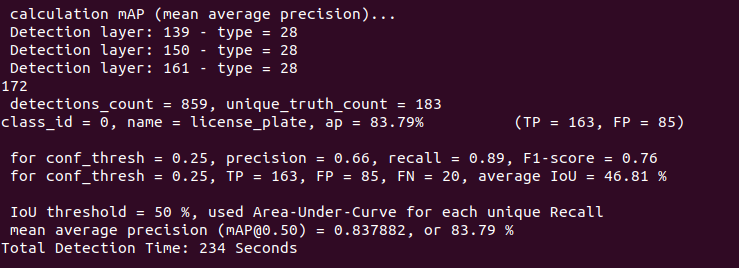 calculation mAP (mean average precision)...
Detection layer: 139 - type = 28
Detection layer: 150 - type = 28
Detection layer: 161 - type = 28
172
detections_count = 859, unique_truth_count = 183
class_id = 0, name = license_plate, ap = 83.79% (TP = 163, FP = 85)
for conf_thresh = 0.25, precision = 0.66, recall = 0.89, F1-score = 0.76
for conf_thresh = 0.25, TP = 163, FP = 85, FN = 20, average IoU = 46.81 %
IoU threshold = 50 %, used Area-Under-Curve for each unique Recall
mean average precision (mAP@0.50) = 0.837882, or 83.79 %
Total Detection Time: 234 Seconds